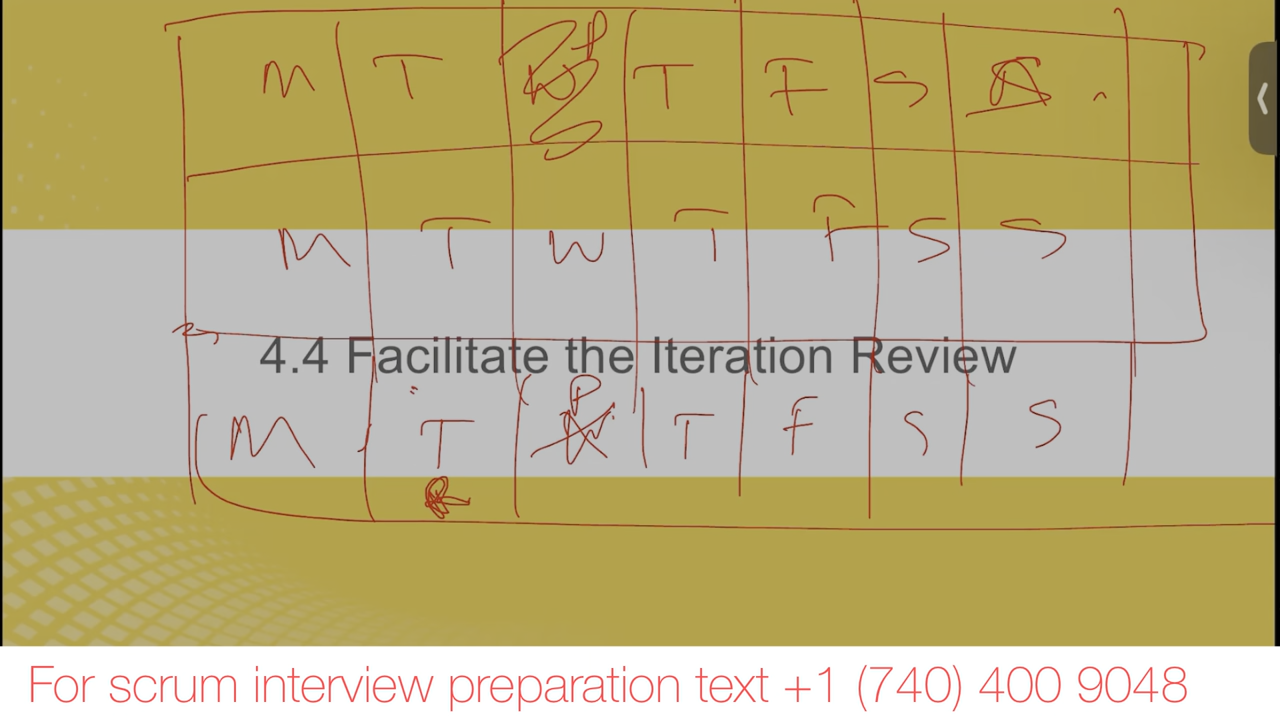 M T W P T F S S
M T W T F S S
4.4 Facilitate the Iteration Review
P
M T W T F S S
For scrum interview preparation text +1 (740) 400 9048